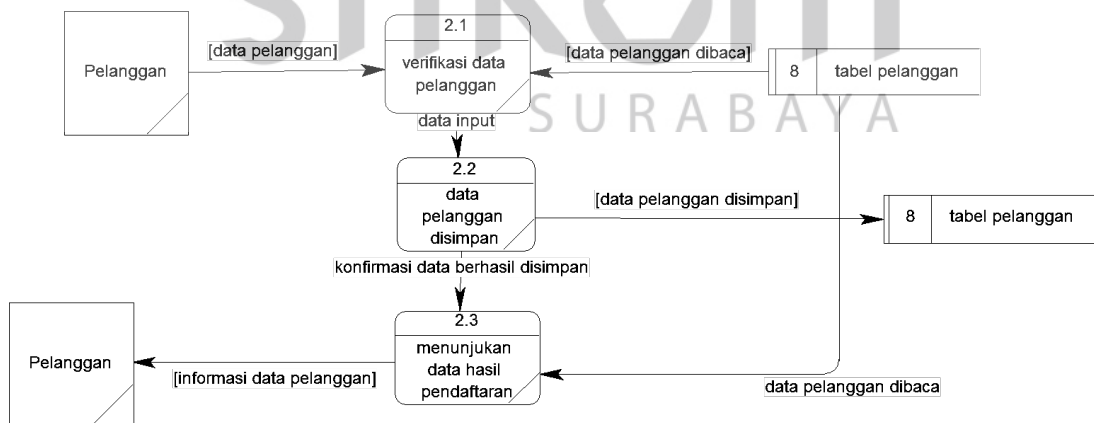 2.1
[data pelanggan]
[data pelanggan dibaca]
Pelanggan
verifikasi data
pelanggan
8
tabel pelanggan
SURABAYA
data input
2.2
data
pelanggan
disimpan
[data pelanggan disimpan]
8
tabel pelanggan
konfirmasi data berhasil disimpan
2.3
Pelanggan
menunjukan
data hasil
pendaftaran
[informasi data pelanggan]
data pelanggan dibaca